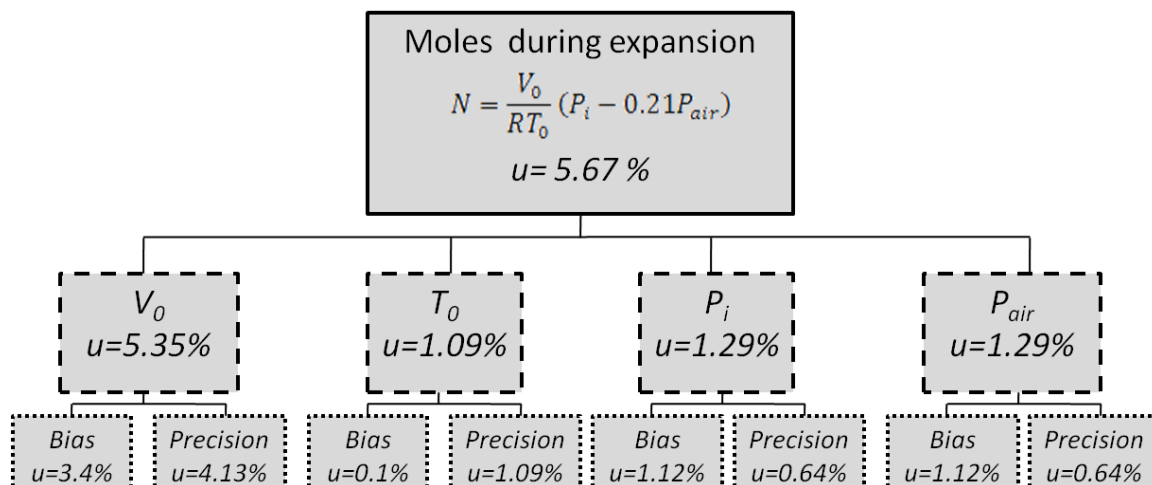 Moles during expansion
N = V₀/RT₀ (Pᵢ − 0.21Pₐᵢᵣ)
u= 5.67 %
V₀
u=5.35%
T₀
u=1.09%
Pᵢ
u=1.29%
Pₐᵢᵣ
u=1.29%
Bias
u=3.4%
Precision
u=4.13%
Bias
u=0.1%
Precision
u=1.09%
Bias
u=1.12%
Precision
u=0.64%
Bias
u=1.12%
Precision
u=0.64%